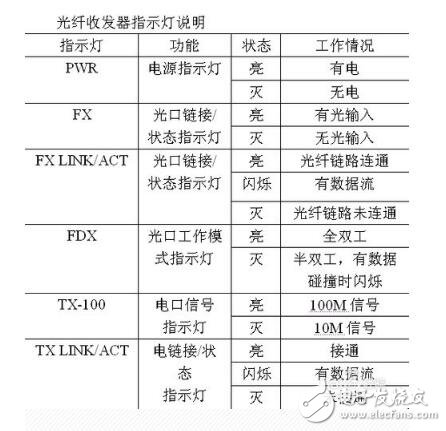 光纤收发器指示灯说明
指示灯 功能 状态 工作情况
PWR 电源指示灯 亮 有电
灭 无电
FX 光口链接/ 亮 有光输入
状态指示灯 灭 无光输入
FX LINK/ACT 光口链接/ 亮 光纤链路连通
状态指示灯 闪烁 有数据流
灭 光纤链路未连通
FDX 光口工作模 亮 全双工
式指示灯 灭 半双工，有数据
碰撞时闪烁
TX-100 电口信号 亮 100M 信号
指示灯 灭 10M 信号
TX LINK/ACT 电链接/状 亮 接通
态 闪烁 有数据流
指示灯 灭
电子发烧友
www.elecfans.com